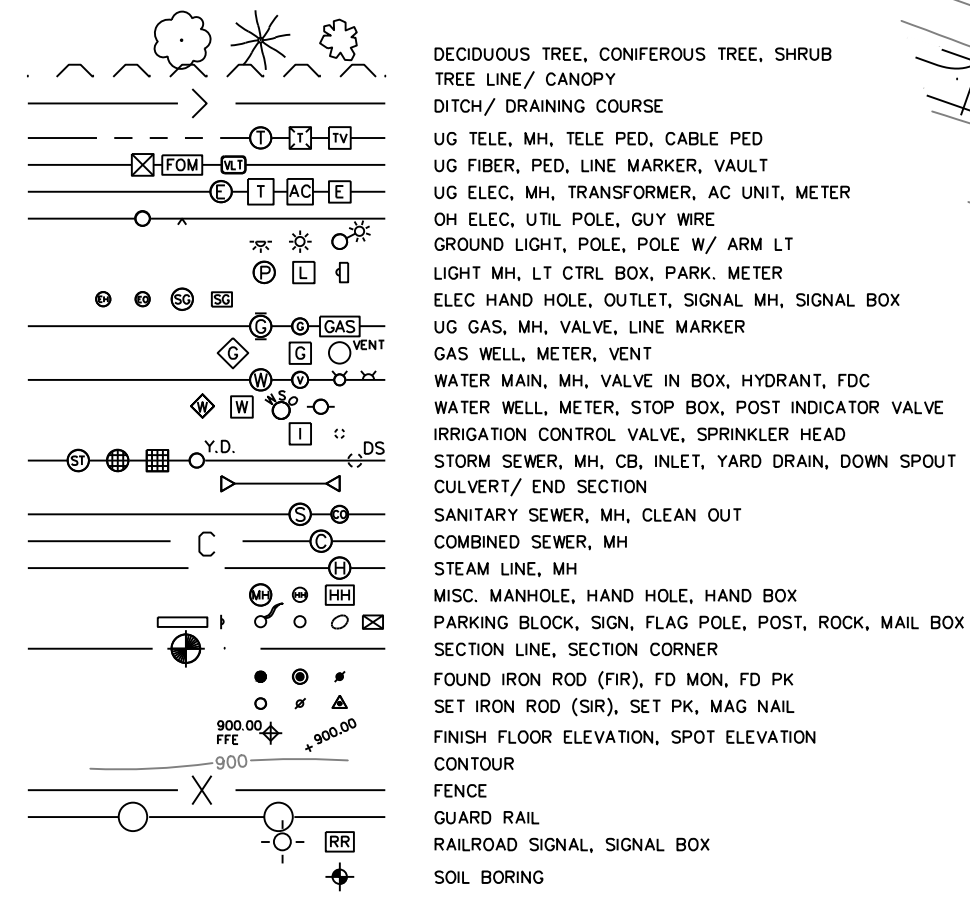 DECIDUOUS TREE, CONIFEROUS TREE, SHRUB
TREE LINE/ CANOPY
DITCH/ DRAINING COURSE
T T TV UG TELE, MH, TELE PED, CABLE PED
FOM VLT UG FIBER, PED, LINE MARKER, VAULT
E T AC E UG ELEC, MH, TRANSFORMER, AC UNIT, METER
OH ELEC, UTIL POLE, GUY WIRE
GROUND LIGHT, POLE, POLE W/ ARM LT
P L LIGHT MH, LT CTRL BOX, PARK. METER
EH EO SG SG ELEC HAND HOLE, OUTLET, SIGNAL MH, SIGNAL BOX
G G GAS UG GAS, MH, VALVE, LINE MARKER
G G VENT GAS WELL, METER, VENT
W V WATER MAIN, MH, VALVE IN BOX, HYDRANT, FDC
W W WSO WATER WELL, METER, STOP BOX, POST INDICATOR VALVE
I IRRIGATION CONTROL VALVE, SPRINKLER HEAD
ST Y.D. DS STORM SEWER, MH, CB, INLET, YARD DRAIN, DOWN SPOUT
CULVERT/ END SECTION
S CO SANITARY SEWER, MH, CLEAN OUT
C C COMBINED SEWER, MH
H STEAM LINE, MH
MH HH HH MISC. MANHOLE, HAND HOLE, HAND BOX
PARKING BLOCK, SIGN, FLAG POLE, POST, ROCK, MAIL BOX
SECTION LINE, SECTION CORNER
FOUND IRON ROD (FIR), FD MON, FD PK
SET IRON ROD (SIR), SET PK, MAG NAIL
900.00 FFE +900.00 FINISH FLOOR ELEVATION, SPOT ELEVATION
900 CONTOUR
X FENCE
GUARD RAIL
RR RAILROAD SIGNAL, SIGNAL BOX
SOIL BORING